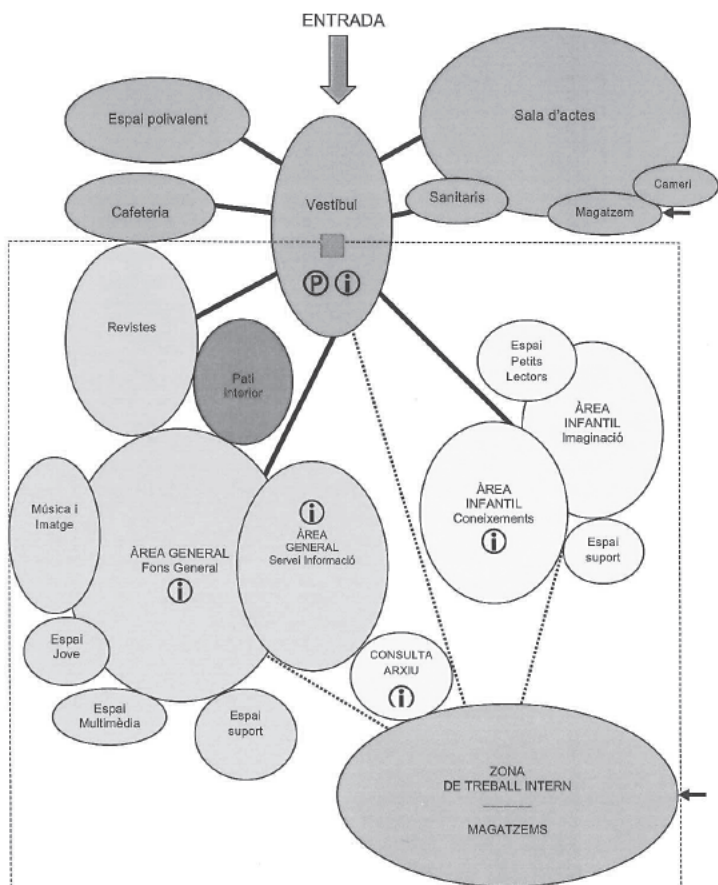 ENTRADA
Espai polivalent
Sala d'actes
Cafeteria
Vestíbul
Sanitaris
Cameri
Magatzem
P i
Revistes
Pati
interior
Espai
Petits
Lectors
ÀREA
INFANTIL
Imaginació
Música i
Imatge
ÀREA GENERAL
Fons General
i
i
ÀREA
GENERAL
Servei Informació
ÀREA
INFANTIL
Coneixements
i
Espai
suport
Espai
Jove
Espai
Multimèdia
Espai
suport
CONSULTA
ARXIU
i
ZONA
DE TREBALL INTERN
MAGATZEMS